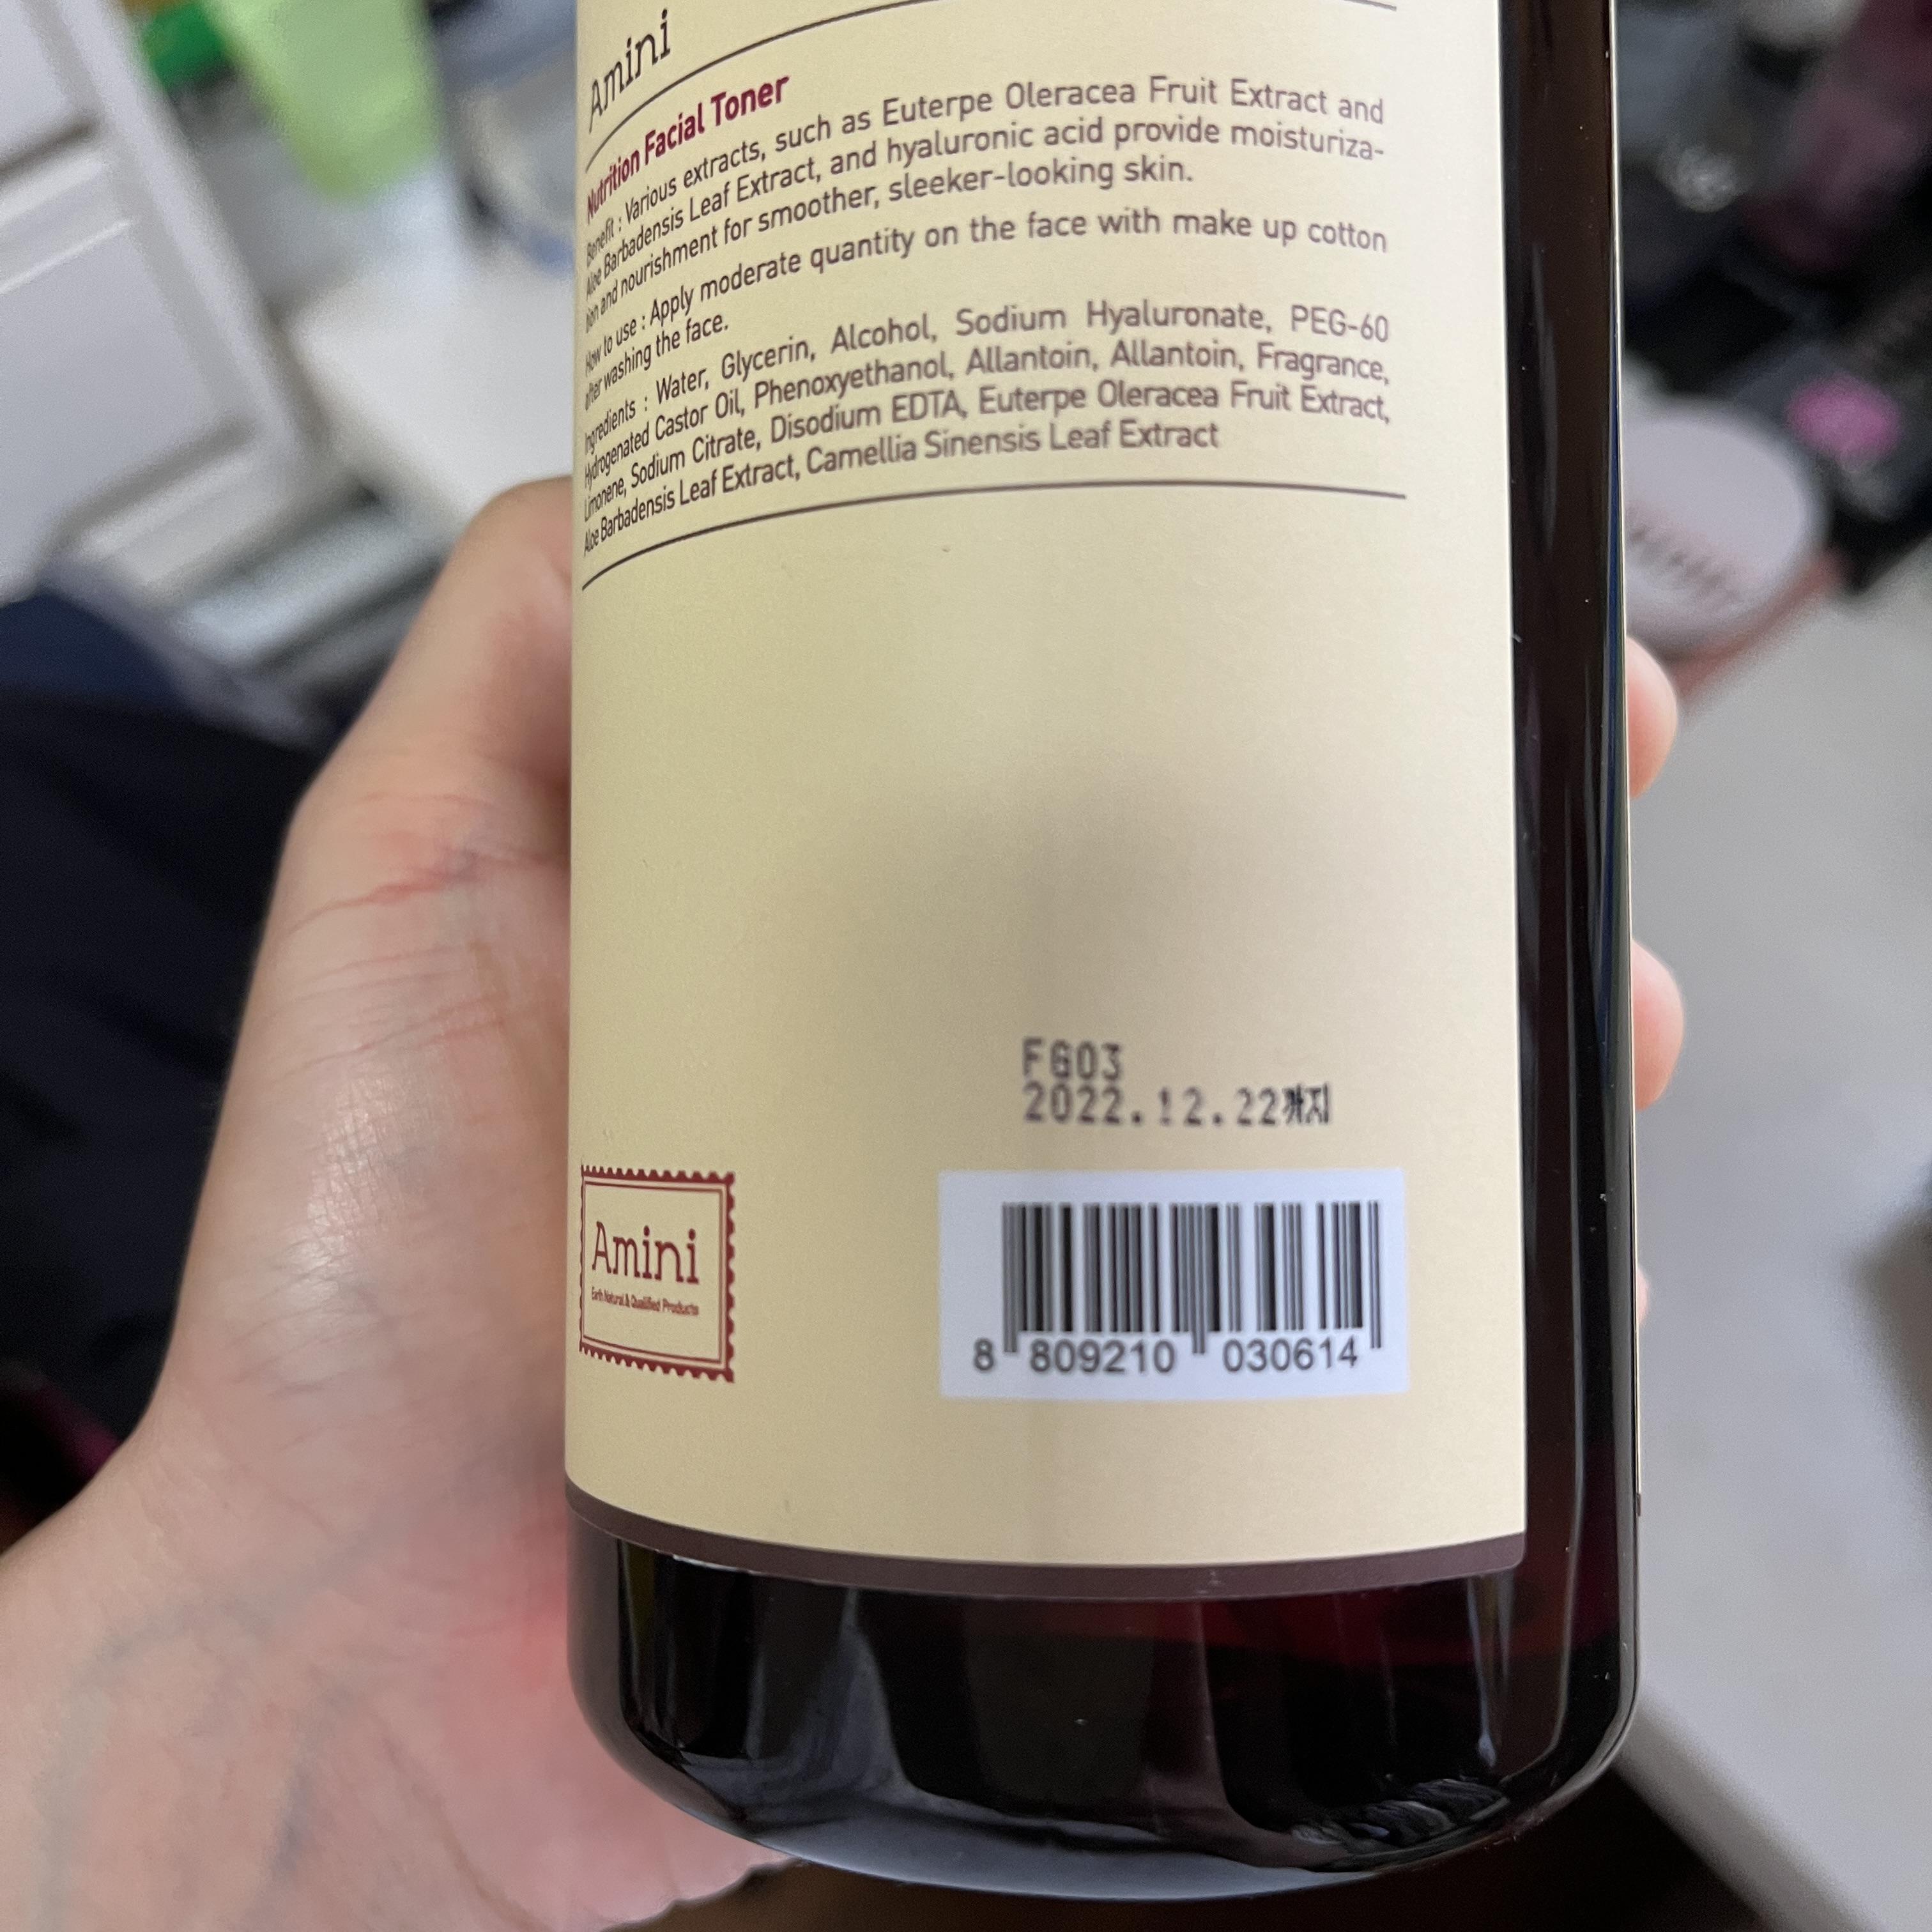 Amini
Nutrition Facial Toner
Benefit : Various extracts, such as Euterpe Oleracea Fruit Extract and
Aloe Barbadensis Leaf Extract, and hyaluronic acid provide moisturiza-
tion and nourishment for smoother, sleeker-looking skin.
How to use : Apply moderate quantity on the face with make up cotton
after washing the face.
Ingredients : Water, Glycerin, Alcohol, Sodium Hyaluronate, PEG-60
Hydrogenated Castor Oil, Phenoxyethanol, Allantoin, Allantoin, Fragrance,
Limonene, Sodium Citrate, Disodium EDTA, Euterpe Oleracea Fruit Extract,
Aloe Barbadensis Leaf Extract, Camellia Sinensis Leaf Extract
FG03
2022.12.22까지
Amini
Earth Natural & Qualified Products
8 809210 030614